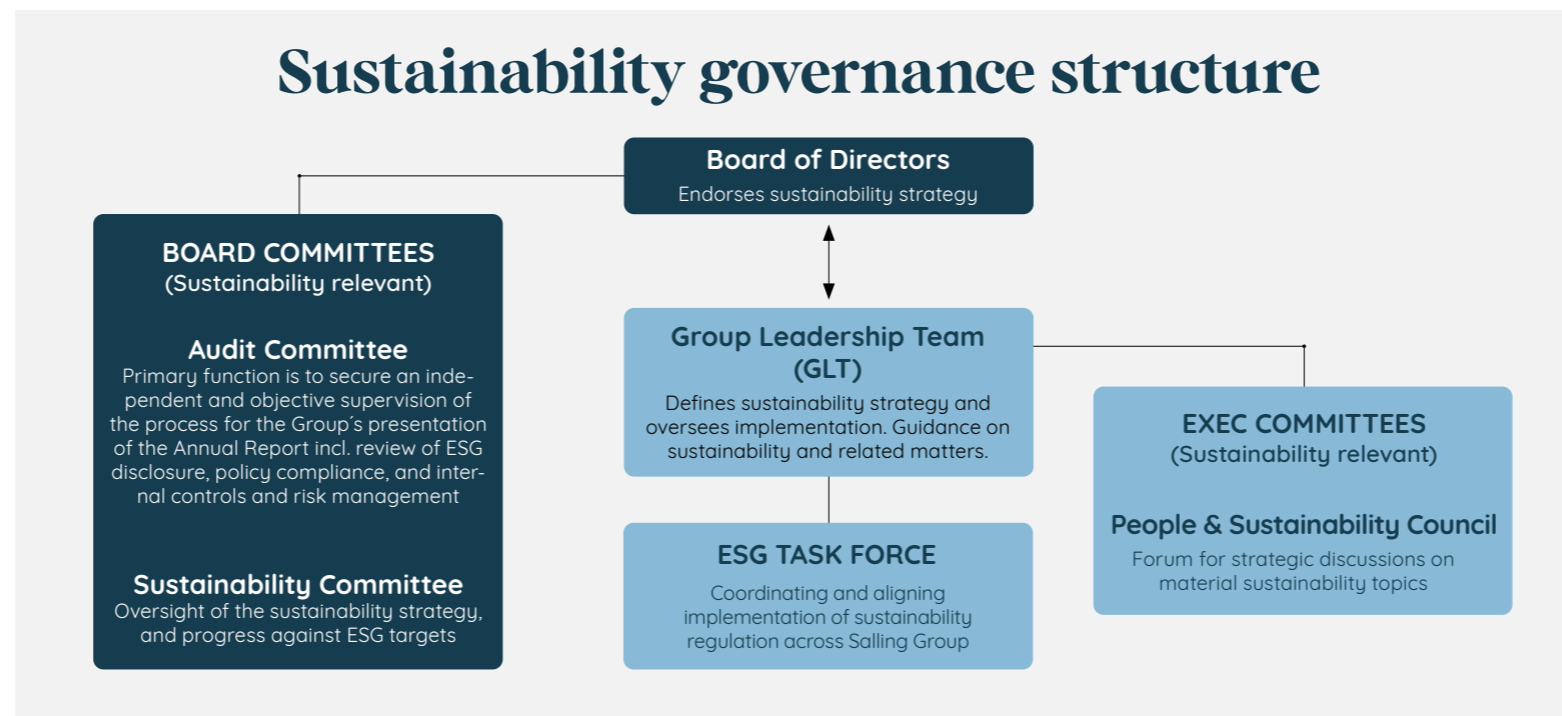 Sustainability governance structure
Board of Directors
Endorses sustainability strategy
BOARD COMMITTEES
(Sustainability relevant)
Audit Committee
Primary function is to secure an inde-
pendent and objective supervision of
the process for the Group´s presentation
of the Annual Report incl. review of ESG
disclosure, policy compliance, and inter-
nal controls and risk management
Sustainability Committee
Oversight of the sustainability strategy,
and progress against ESG targets
Group Leadership Team
(GLT)
Defines sustainability strategy and
oversees implementation. Guidance on
sustainability and related matters.
ESG TASK FORCE
Coordinating and aligning
implementation of sustainability
regulation across Salling Group
EXEC COMMITTEES
(Sustainability relevant)
People & Sustainability Council
Forum for strategic discussions on
material sustainability topics